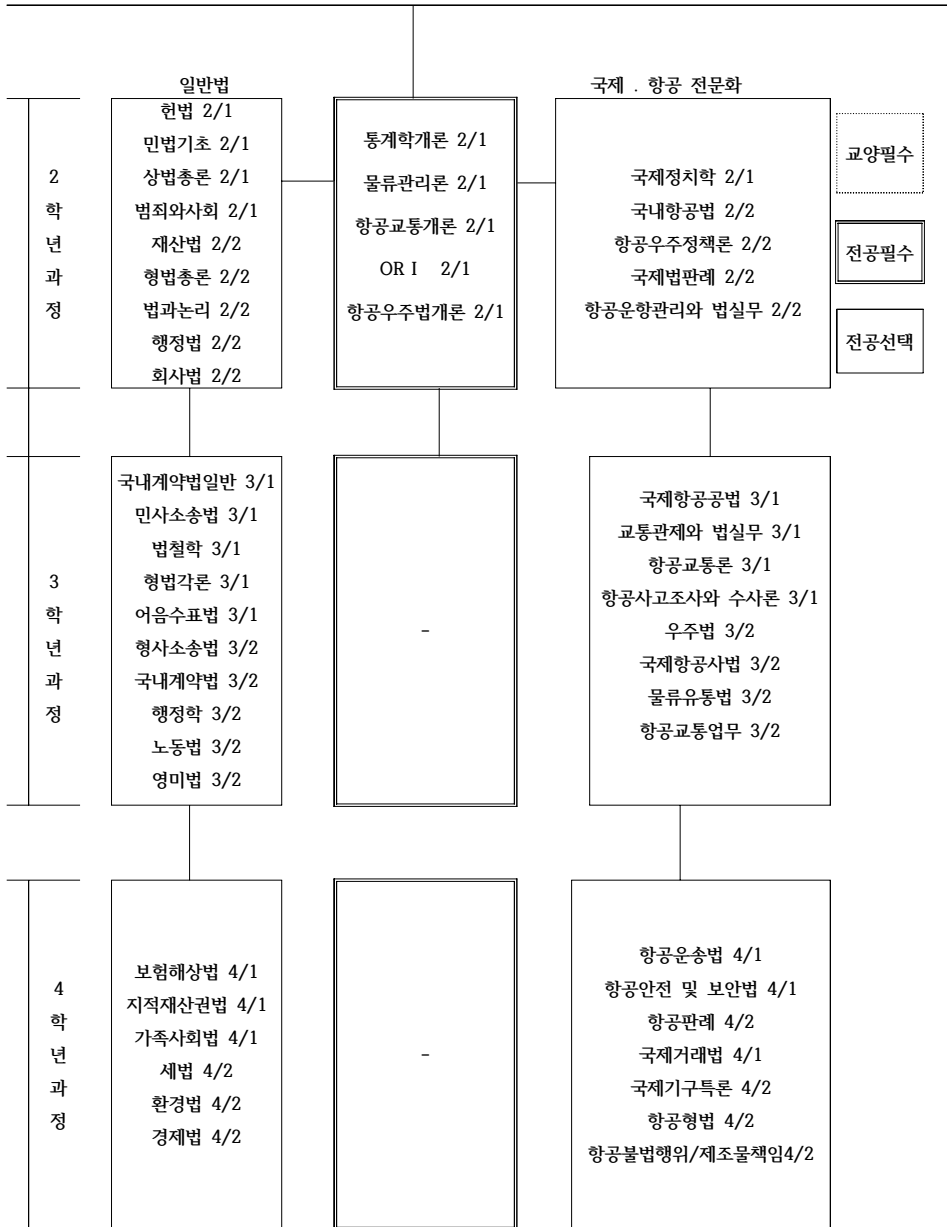 일반법
국제 . 항공 전문화
2
학
년
과
정
헌법 2/1
민법기초 2/1
상법총론 2/1
범죄와사회 2/1
재산법 2/2
형법총론 2/2
법과논리 2/2
행정법 2/2
회사법 2/2
통계학개론 2/1
물류관리론 2/1
항공교통개론 2/1
OR I 2/1
항공우주법개론 2/1
국제정치학 2/1
국내항공법 2/2
항공우주정책론 2/2
국제법판례 2/2
항공운항관리와 법실무 2/2
교양필수
전공필수
전공선택
3
학
년
과
정
국내계약법일반 3/1
민사소송법 3/1
법철학 3/1
형법각론 3/1
어음수표법 3/1
형사소송법 3/2
국내계약법 3/2
행정학 3/2
노동법 3/2
영미법 3/2
-
국제항공공법 3/1
교통관제와 법실무 3/1
항공교통론 3/1
항공사고조사와 수사론 3/1
우주법 3/2
국제항공사법 3/2
물류유통법 3/2
항공교통업무 3/2
4
학
년
과
정
보험해상법 4/1
지적재산권법 4/1
가족사회법 4/1
세법 4/2
환경법 4/2
경제법 4/2
-
항공운송법 4/1
항공안전 및 보안법 4/1
항공판례 4/2
국제거래법 4/1
국제기구특론 4/2
항공형법 4/2
항공불법행위/제조물책임4/2